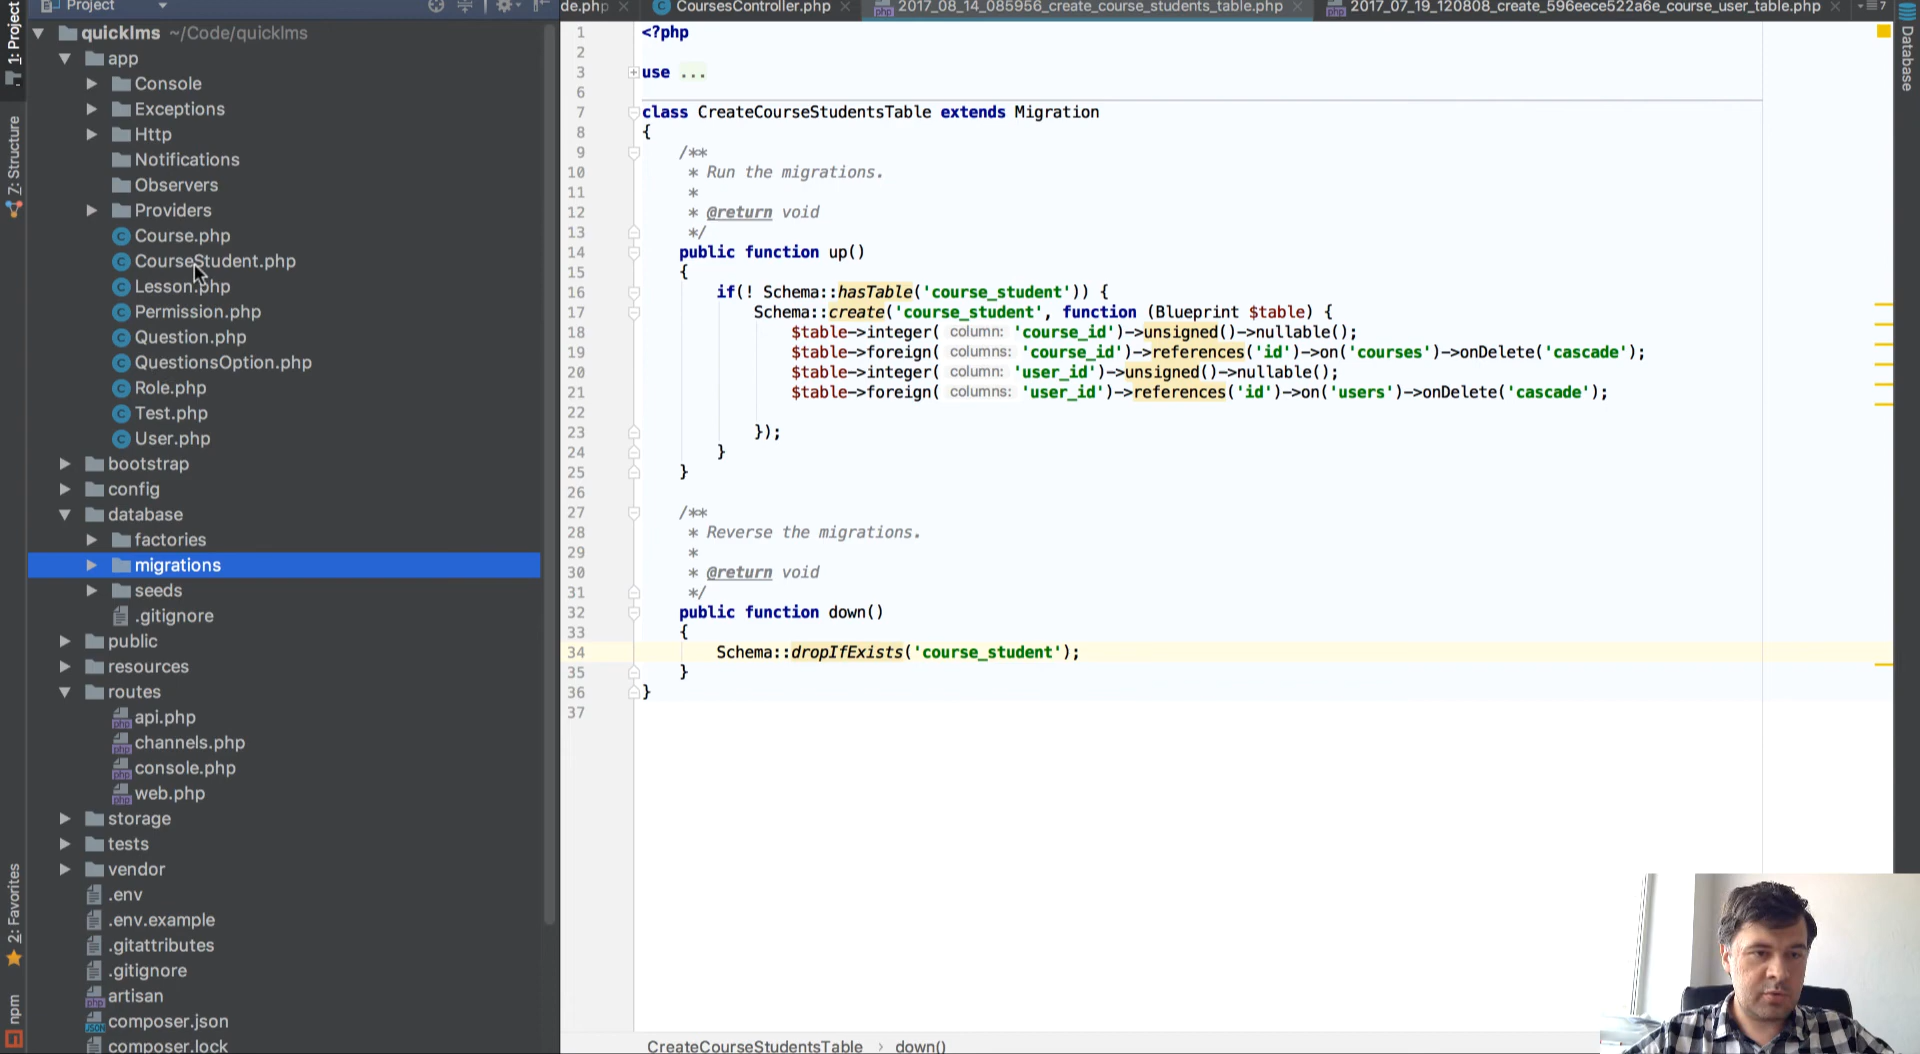 Project
de.php
CoursesController.php
2017_08_14_085956_create_course_students_table.php
2017_07_19_120808_create_596eece522a6e_course_user_table.php
7
1: Project
7: Structure
2: Favorites
npm
Database
quicklms ~/Code/quicklms
app
Console
Exceptions
Http
Notifications
Observers
Providers
Course.php
CourseStudent.php
Lesson.php
Permission.php
Question.php
QuestionsOption.php
Role.php
Test.php
User.php
bootstrap
config
database
factories
migrations
seeds
.gitignore
public
resources
routes
api.php
channels.php
console.php
web.php
storage
tests
vendor
.env
.env.example
.gitattributes
.gitignore
artisan
composer.json
composer.lock
1 <?php
2
3 use ...
6
7 class CreateCourseStudentsTable extends Migration
8 {
9 /**
10 * Run the migrations.
11 *
12 * @return void
13 */
14 public function up()
15 {
16 if(! Schema::hasTable('course_student')) {
17 Schema::create('course_student', function (Blueprint $table) {
18 $table->integer( column: 'course_id')->unsigned()->nullable();
19 $table->foreign( columns: 'course_id')->references('id')->on('courses')->onDelete('cascade');
20 $table->integer( column: 'user_id')->unsigned()->nullable();
21 $table->foreign( columns: 'user_id')->references('id')->on('users')->onDelete('cascade');
22
23 });
24 }
25 }
26
27 /**
28 * Reverse the migrations.
29 *
30 * @return void
31 */
32 public function down()
33 {
34 Schema::dropIfExists('course_student');
35 }
36 }
37
CreateCourseStudentsTable › down()